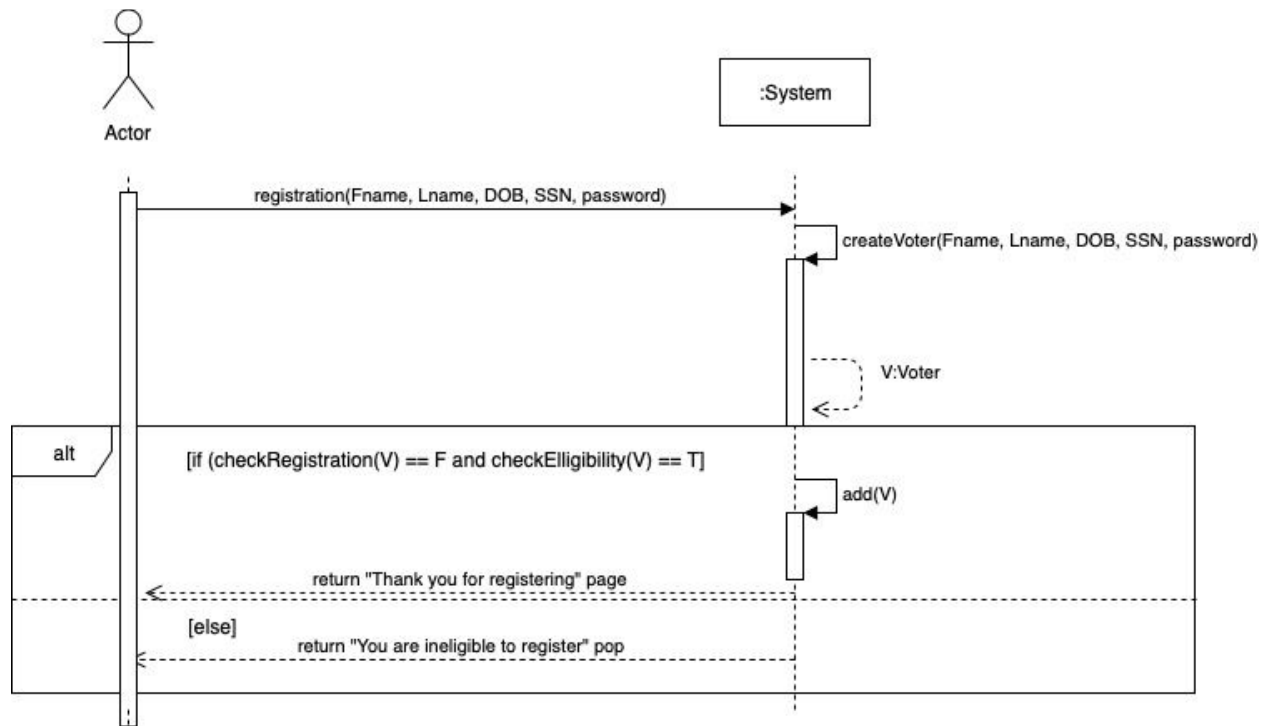 :System
Actor
registration(Fname, Lname, DOB, SSN, password)
createVoter(Fname, Lname, DOB, SSN, password)
V:Voter
alt
[if (checkRegistration(V) == F and checkElligibility(V) == T]
add(V)
return "Thank you for registering" page
[else]
return "You are ineligible to register" pop